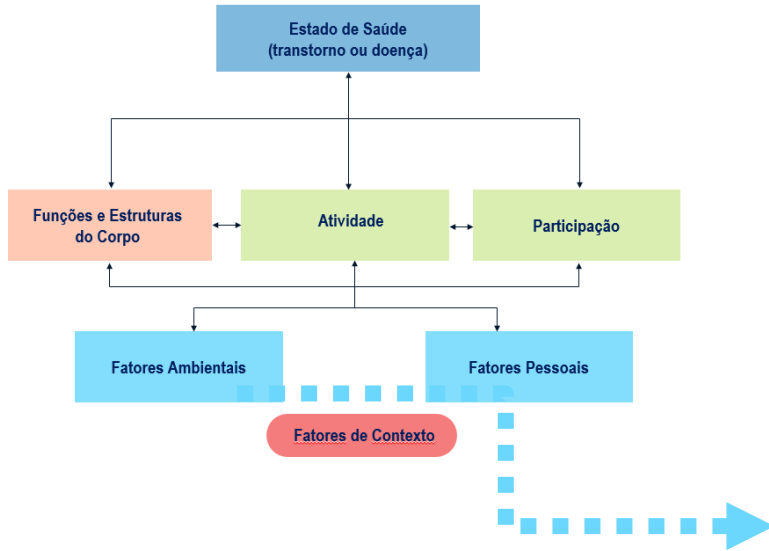 Estado de Saúde
(transtorno ou doença)
Funções e Estruturas
do Corpo
Atividade
Participação
Fatores Ambientais
Fatores Pessoais
Fatores de Contexto